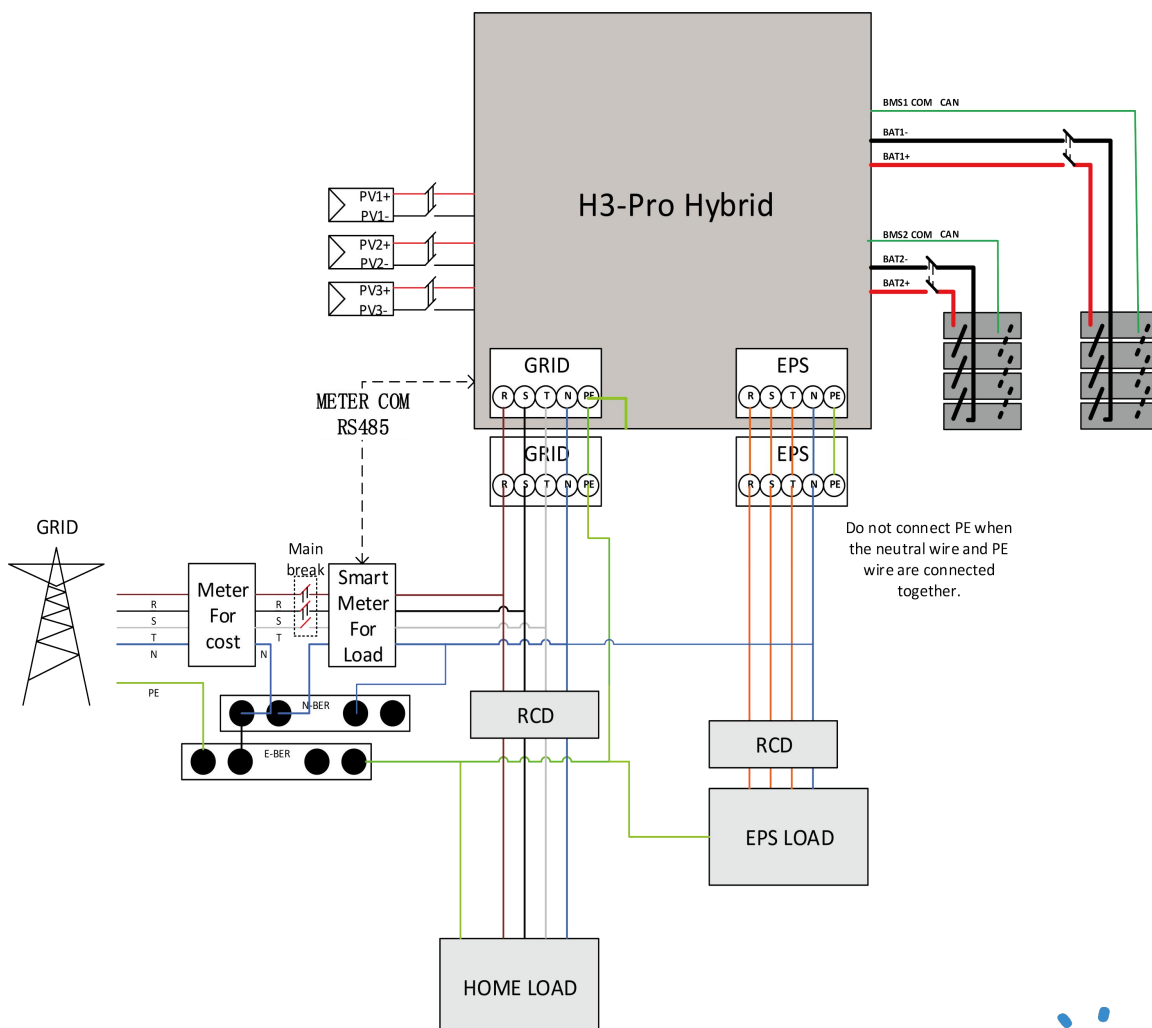 BMS1 COM CAN
BAT1-
BAT1+
H3-Pro Hybrid
PV1+
PV1-
PV2+
PV2-
PV3+
PV3-
BMS2 COM CAN
BAT2-
BAT2+
GRID
R S T N PE
EPS
R S T N PE
METER COM
RS485
GRID
R S T N PE
EPS
R S T N PE
Do not connect PE when
the neutral wire and PE
wire are connected
together.
GRID
Main
break
Meter
For
cost
Smart
Meter
For
Load
R
S
T
N
R
S
T
N
PE
N-BER
E-BER
RCD
RCD
EPS LOAD
HOME LOAD